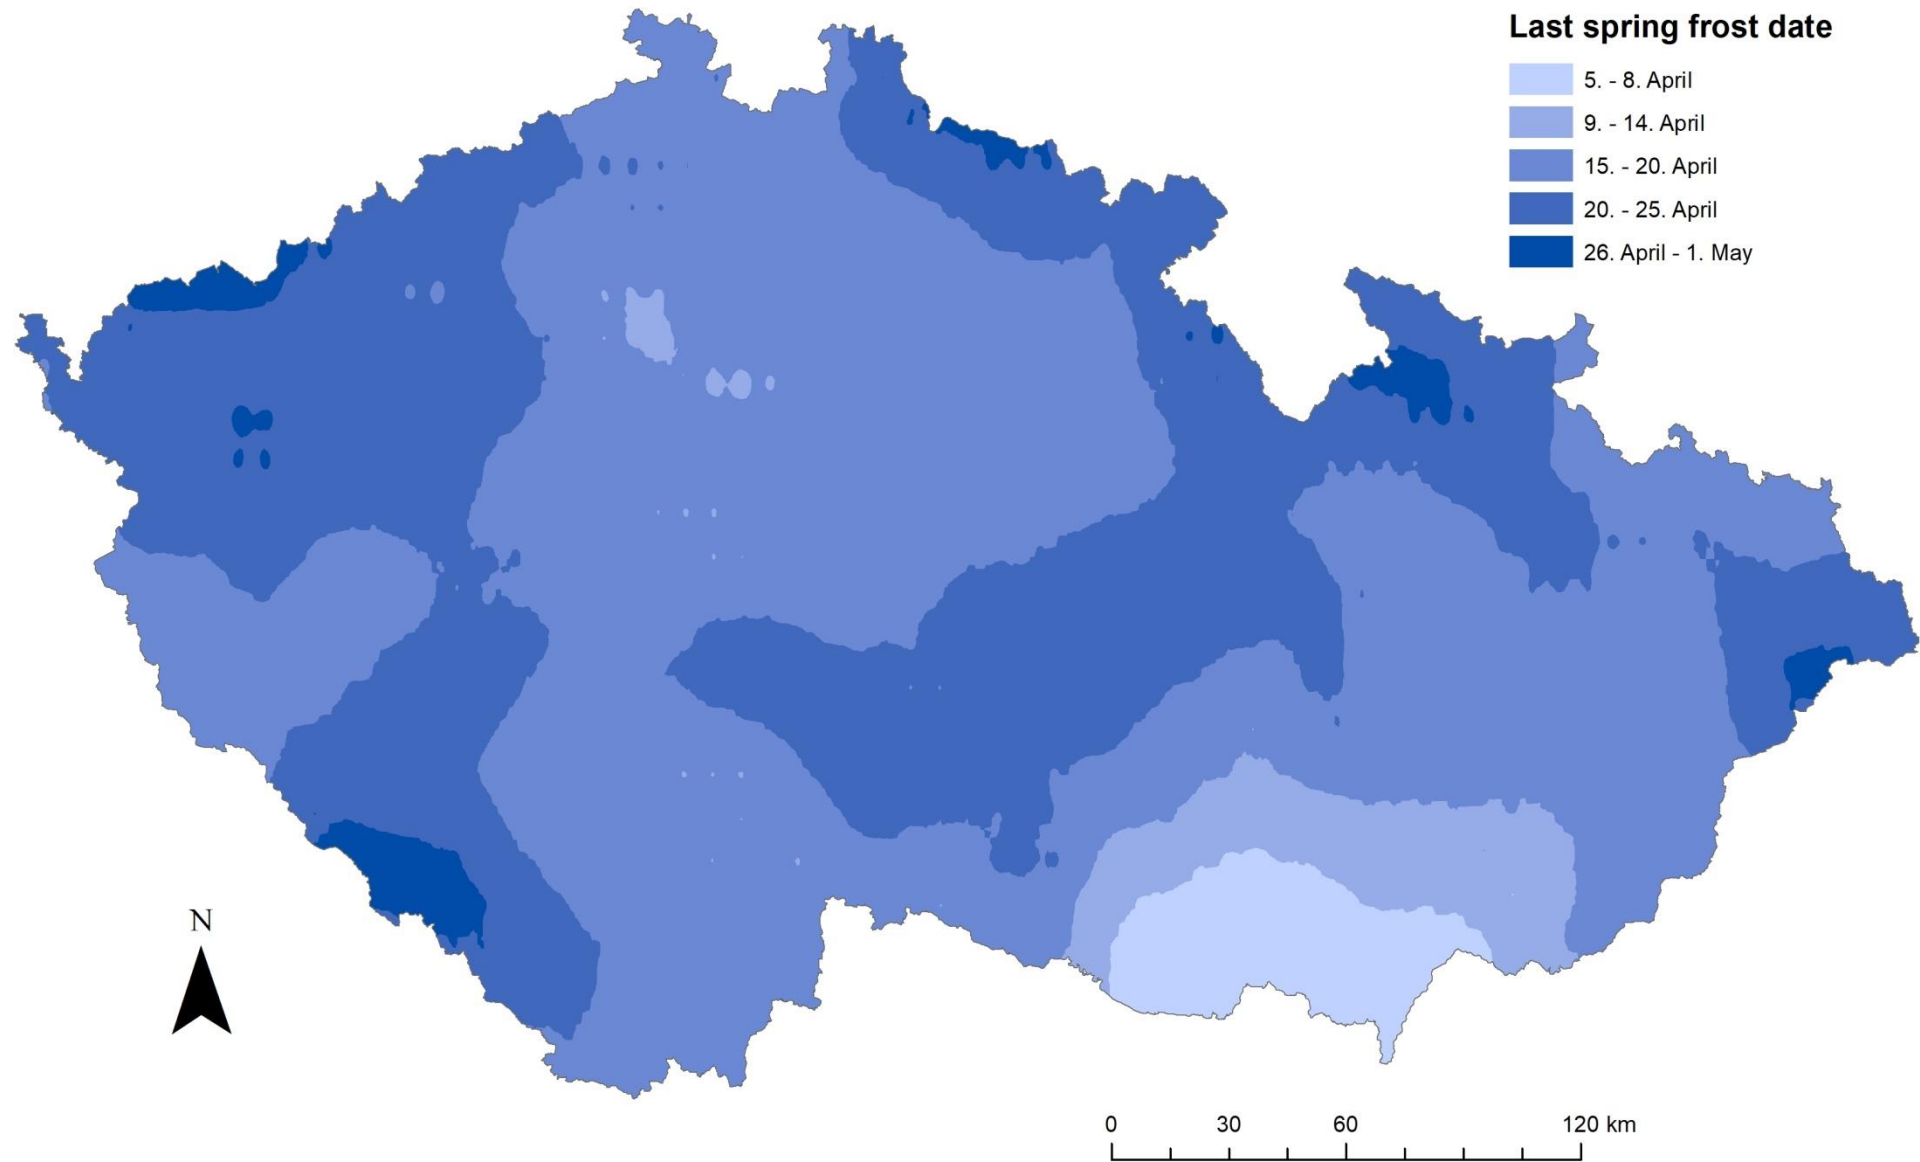 Last spring frost date
5. - 8. April
9. - 14. April
15. - 20. April
20. - 25. April
26. April - 1. May
N
0 30 60 120 km